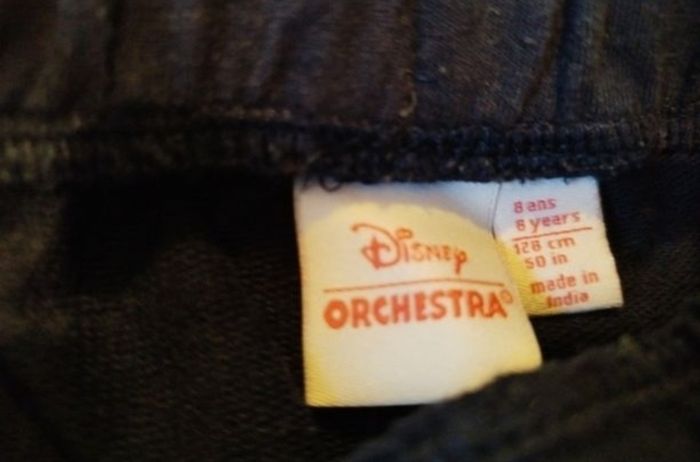 Disney
ORCHESTRA
8 ans
8 years
128 cm
50 in
made in
India